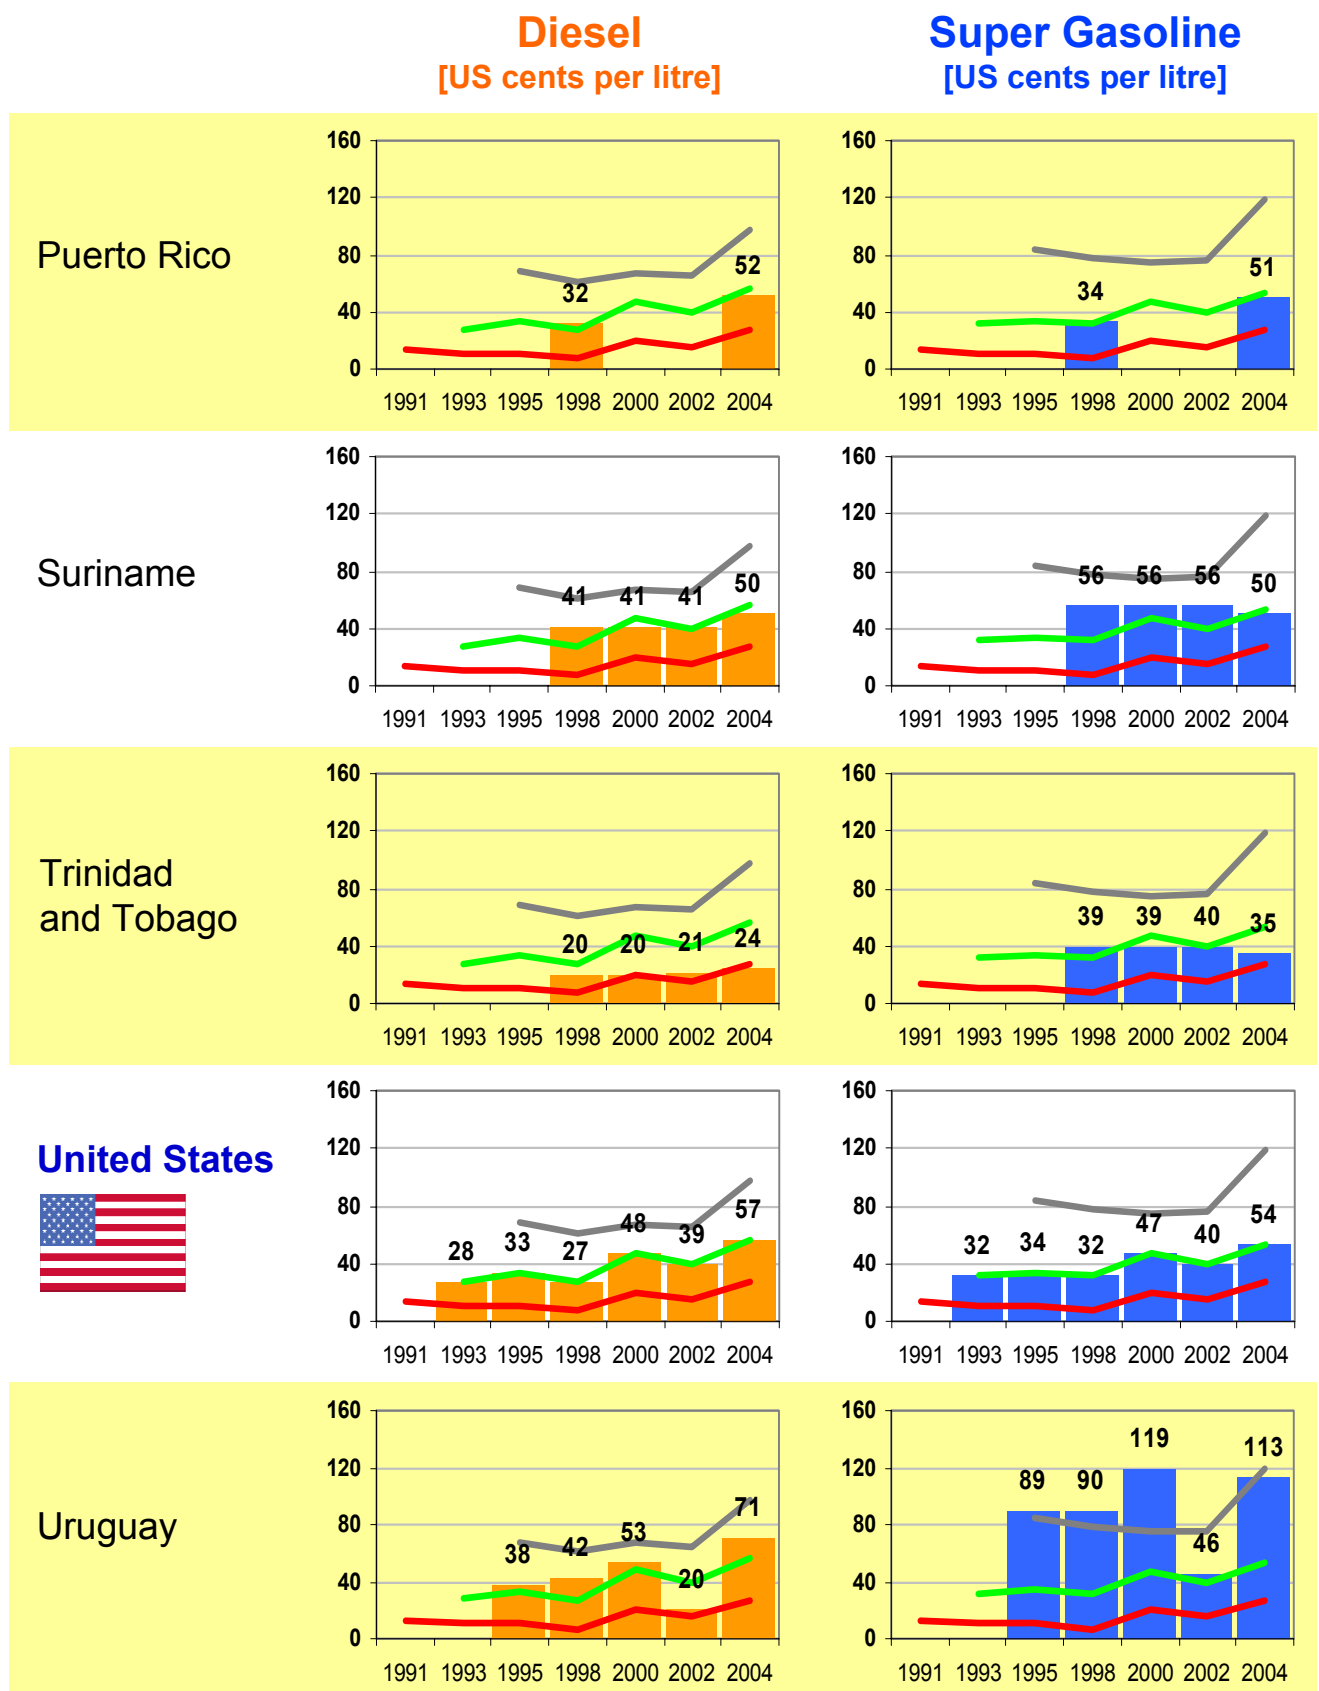 Diesel
[US cents per litre]
Super Gasoline
[US cents per litre]
Puerto Rico
160
120
80
40
0
32
52
1991 1993 1995 1998 2000 2002 2004
160
120
80
40
0
34
51
1991 1993 1995 1998 2000 2002 2004
Suriname
160
120
80
40
0
41 41 41 50
1991 1993 1995 1998 2000 2002 2004
160
120
80
40
0
56 56 56 50
1991 1993 1995 1998 2000 2002 2004
Trinidad
and Tobago
160
120
80
40
0
20 20 21 24
1991 1993 1995 1998 2000 2002 2004
160
120
80
40
0
39 39 40 35
1991 1993 1995 1998 2000 2002 2004
United States
160
120
80
40
0
28 33 27 48 39 57
1991 1993 1995 1998 2000 2002 2004
160
120
80
40
0
32 34 32 47 40 54
1991 1993 1995 1998 2000 2002 2004
Uruguay
160
120
80
40
0
38 42 53 20 71
1991 1993 1995 1998 2000 2002 2004
160
120
80
40
0
89 90 119 46 113
1991 1993 1995 1998 2000 2002 2004